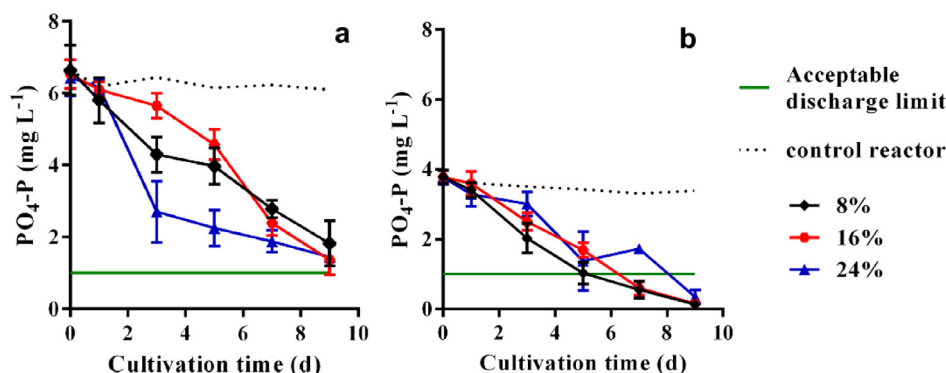 a
8
6
4
2
0
PO4-P (mg L-1)
0 2 4 6 8 10
Cultivation time (d)
b
8
6
4
2
0
PO4-P (mg L-1)
0 2 4 6 8 10
Cultivation time (d)
Acceptable
discharge limit
control reactor
8%
16%
24%